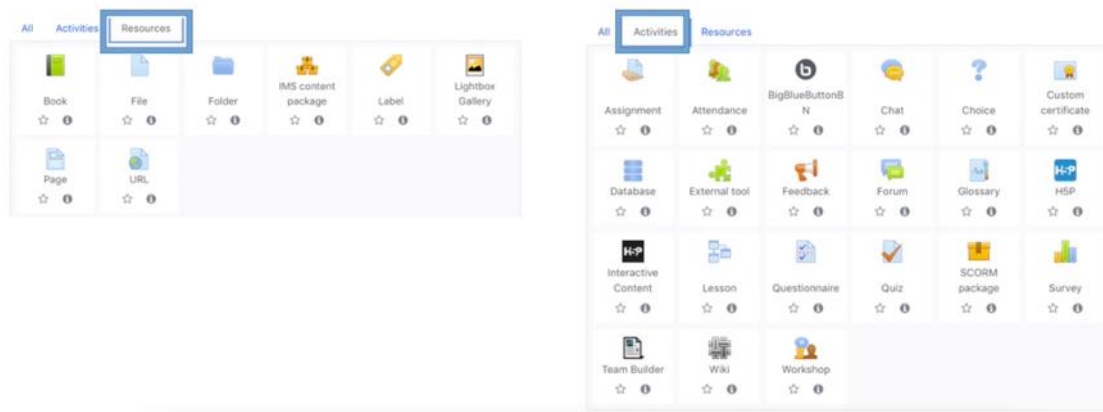 All Activities Resources
IMS content Lightbox
Book File Folder package Label Gallery
Page URL
All Activities Resources
BigBlueButtonB Custom
Assignment Attendance N Chat Choice certificate
Database External tool Feedback Forum Glossary H5P
H-P
H-P
Interactive SCORM
Content Lesson Questionnaire Quiz package Survey
Team Builder Wiki Workshop